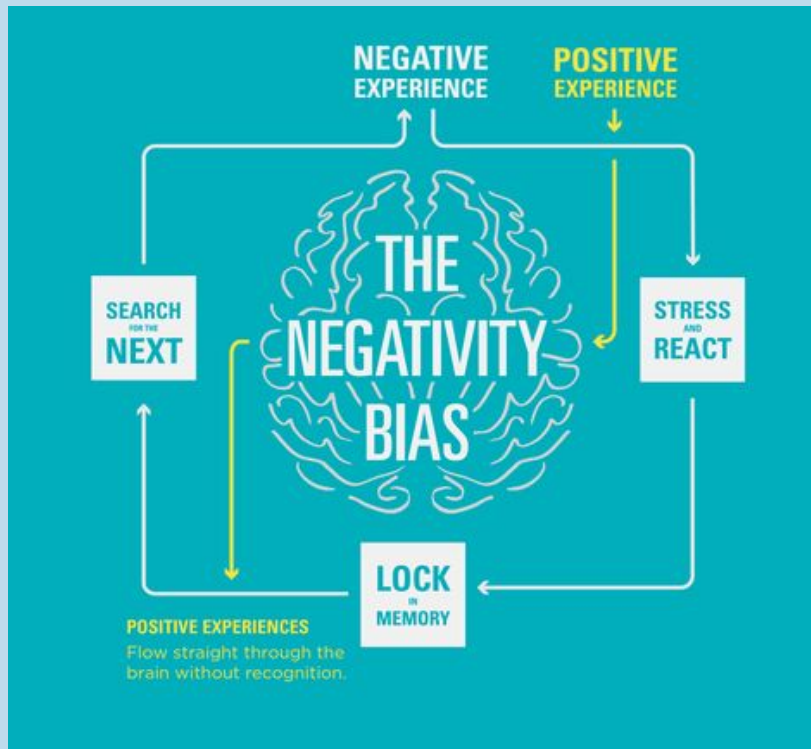 NEGATIVE
EXPERIENCE
POSITIVE
EXPERIENCE
THE
NEGATIVITY
BIAS
SEARCH
FOR THE
NEXT
STRESS
AND
REACT
LOCK
IN
MEMORY
POSITIVE EXPERIENCES
Flow straight through the
brain without recognition.